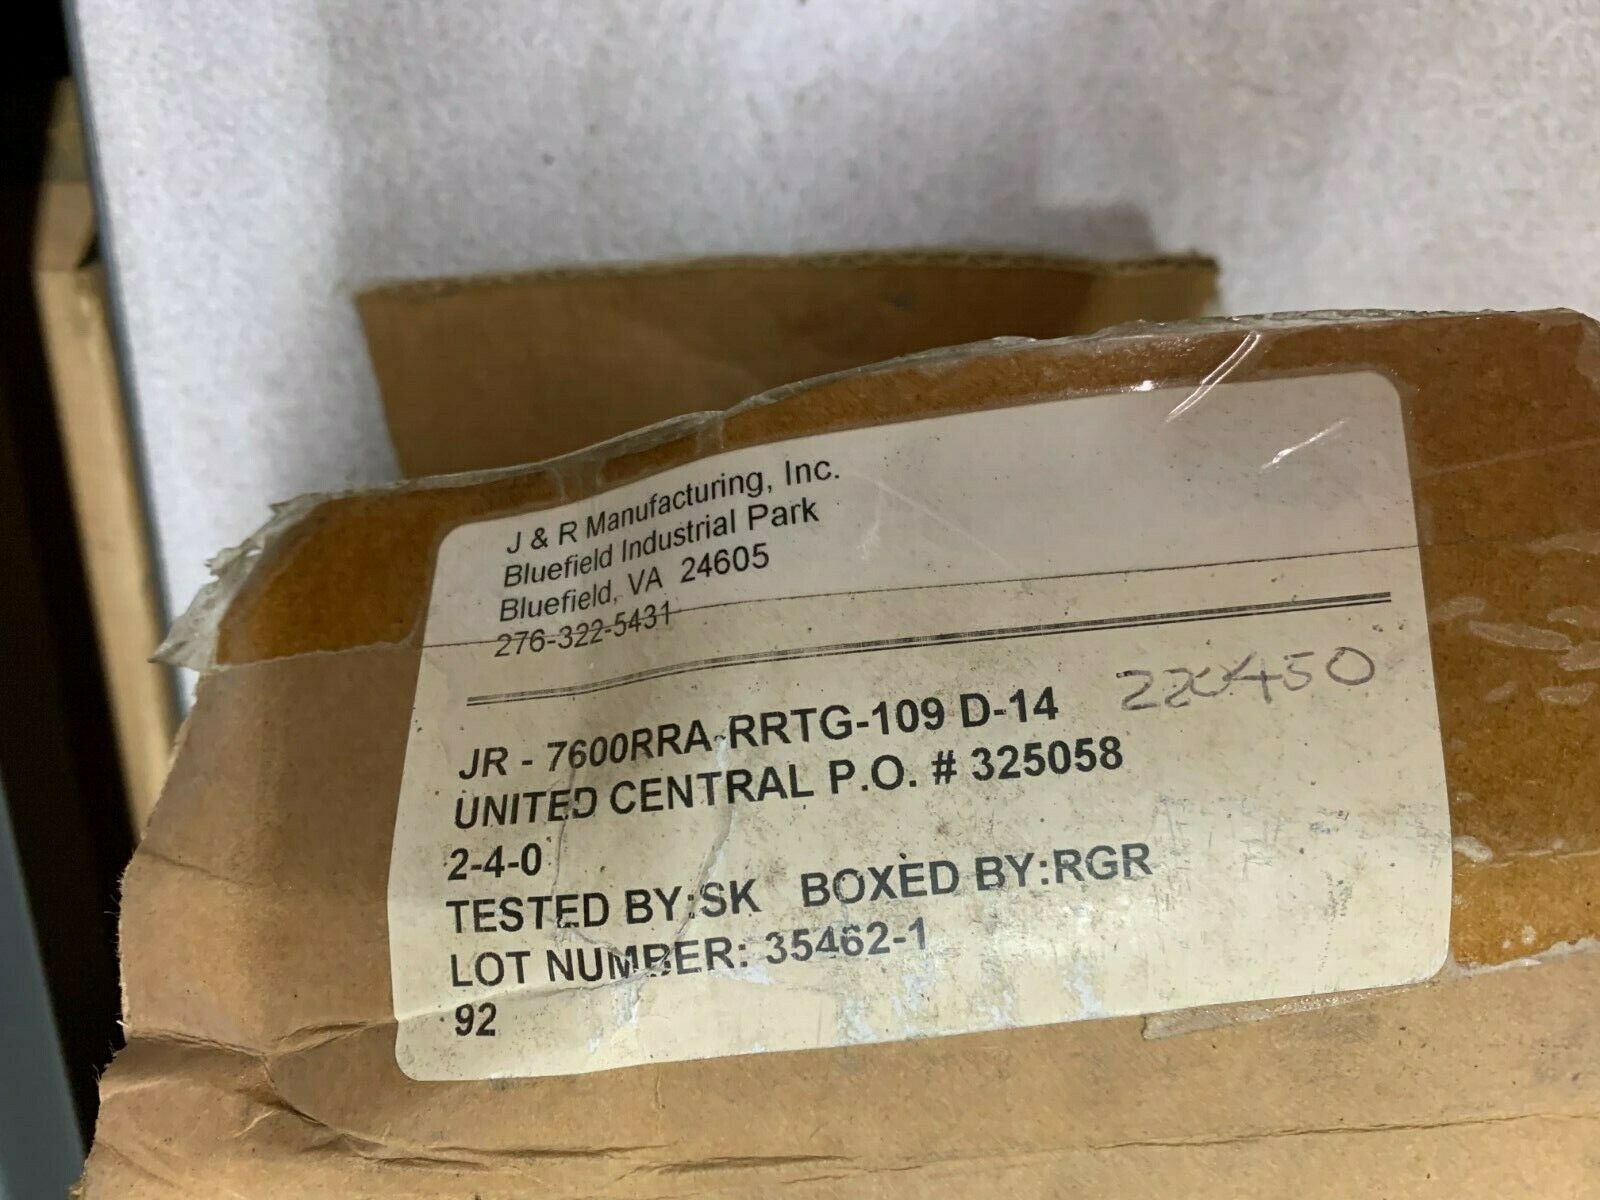 J & R Manufacturing, Inc.
Bluefield Industrial Park
Bluefield, VA 24605
276-322-5431
JR - 7600RRA-RRTG-109 D-14
UNITED CENTRAL P.O. # 325058
2-4-0
TESTED BY:SK BOXED BY:RGR
LOT NUMBER: 35462-1
92